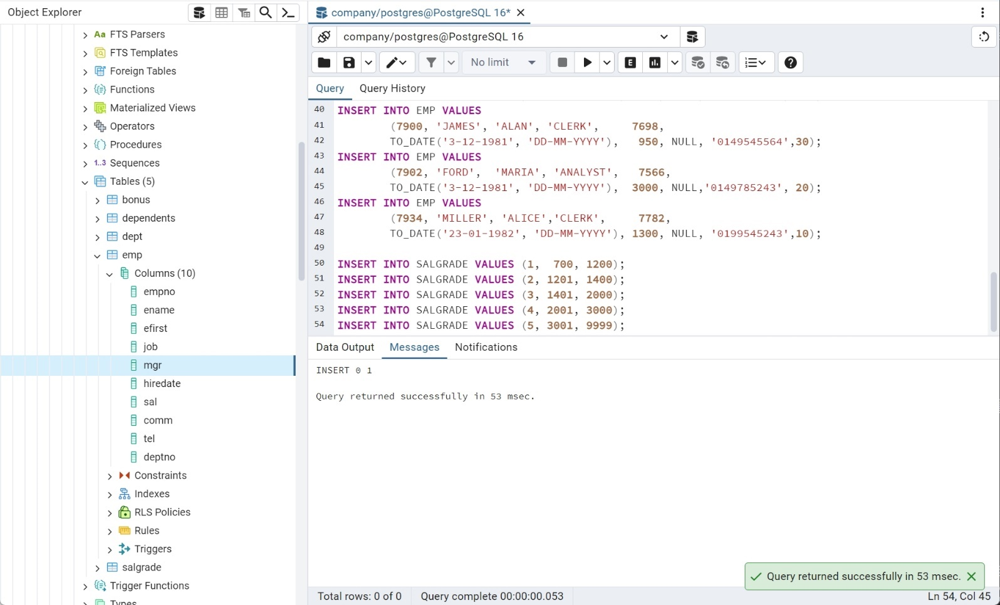 Object Explorer
FTS Parsers
FTS Templates
Foreign Tables
Functions
Materialized Views
Operators
Procedures
1..3 Sequences
Tables (5)
bonus
dependents
dept
emp
Columns (10)
empno
ename
efirst
job
mgr
hiredate
sal
comm
tel
deptno
Constraints
Indexes
RLS Policies
Rules
Triggers
salgrade
Trigger Functions
Types
company/postgres@PostgreSQL 16*
company/postgres@PostgreSQL 16
No limit
E
Query Query History
40 INSERT INTO EMP VALUES
41 (7900, 'JAMES', 'ALAN', 'CLERK', 7698,
42 TO_DATE('3-12-1981', 'DD-MM-YYYY'), 950, NULL, '0149545564',30);
43 INSERT INTO EMP VALUES
44 (7902, 'FORD', 'MARIA', 'ANALYST', 7566,
45 TO_DATE('3-12-1981', 'DD-MM-YYYY'), 3000, NULL,'0149785243', 20);
46 INSERT INTO EMP VALUES
47 (7934, 'MILLER', 'ALICE','CLERK', 7782,
48 TO_DATE('23-01-1982', 'DD-MM-YYYY'), 1300, NULL, '0199545243',10);
49
50 INSERT INTO SALGRADE VALUES (1, 700, 1200);
51 INSERT INTO SALGRADE VALUES (2, 1201, 1400);
52 INSERT INTO SALGRADE VALUES (3, 1401, 2000);
53 INSERT INTO SALGRADE VALUES (4, 2001, 3000);
54 INSERT INTO SALGRADE VALUES (5, 3001, 9999);
Data Output Messages Notifications
INSERT 0 1
Query returned successfully in 53 msec.
Query returned successfully in 53 msec.
Total rows: 0 of 0 Query complete 00:00:00.053 Ln 54, Col 45